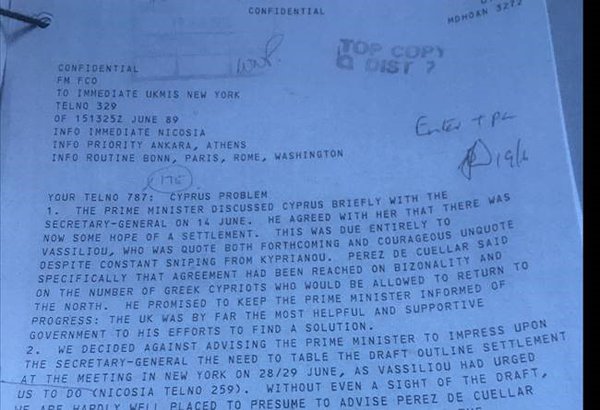 CONFIDENTIAL
MDHOAN 3272
TOP COPY
Q DIST ?
CONFIDENTIAL
FM FCO
TO IMMEDIATE UKMIS NEW YORK
TELNO 329
OF 151325Z JUNE 89
INFO IMMEDIATE NICOSIA
INFO PRIORITY ANKARA, ATHENS
INFO ROUTINE BONN, PARIS, ROME, WASHINGTON
Enter + pa
19/6
YOUR TELNO 787: CYPRUS PROBLEM
1. THE PRIME MINISTER DISCUSSED CYPRUS BRIEFLY WITH THE
SECRETARY-GENERAL ON 14 JUNE. HE AGREED WITH HER THAT THERE WAS
NOW SOME HOPE OF A SETTLEMENT. THIS WAS DUE ENTIRELY TO
VASSILIOU, WHO WAS QUOTE BOTH FORTHCOMING AND COURAGEOUS UNQUOTE
DESPITE CONSTANT SNIPING FROM KYPRIANOU. PEREZ DE CUELLAR SAID
SPECIFICALLY THAT AGREEMENT HAD BEEN REACHED ON BIZONALITY AND
ON THE NUMBER OF GREEK CYPRIOTS WHO WOULD BE ALLOWED TO RETURN TO
THE NORTH. HE PROMISED TO KEEP THE PRIME MINISTER INFORMED OF
PROGRESS: THE UK WAS BY FAR THE MOST HELPFUL AND SUPPORTIVE
GOVERNMENT TO HIS EFFORTS TO FIND A SOLUTION.
2. WE DECIDED AGAINST ADVISING THE PRIME MINISTER TO IMPRESS UPON
THE SECRETARY-GENERAL THE NEED TO TABLE THE DRAFT OUTLINE SETTLEMENT
AT THE MEETING IN NEW YORK ON 28/29 JUNE, AS VASSILIOU HAD URGED
US TO DO (NICOSIA TELNO 259). WITHOUT EVEN A SIGHT OF THE DRAFT,
WE ARE HARDLY WELL PLACED TO PRESUME TO ADVISE PEREZ DE CUELLAR